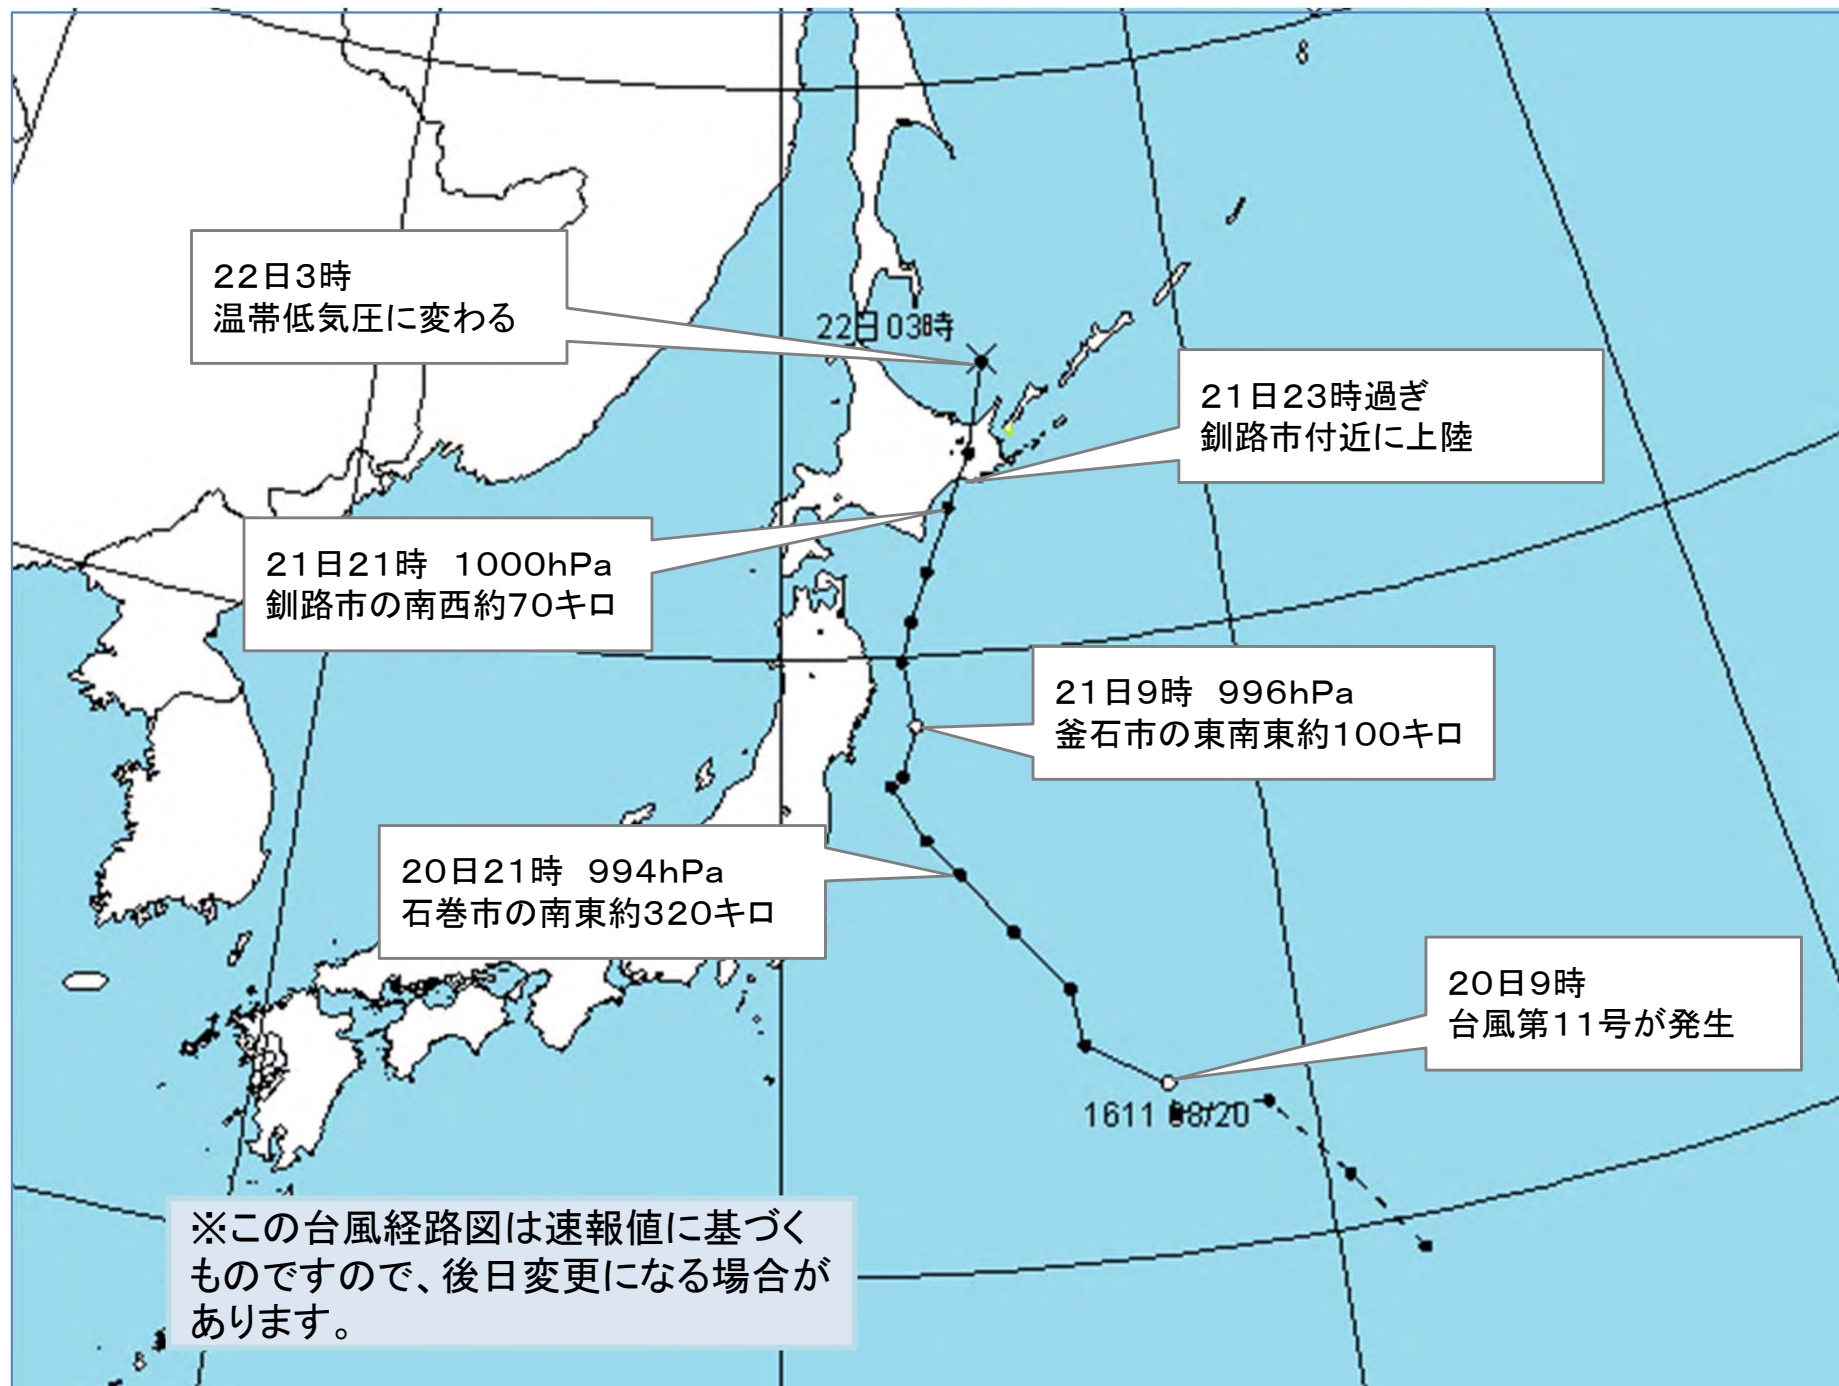 22日3時
温帯低気圧に変わる
22日03時
21日23時過ぎ
釧路市付近に上陸
21日21時　1000hPa
釧路市の南西約70キロ
21日9時　996hPa
釜石市の東南東約100キロ
20日21時　994hPa
石巻市の南東約320キロ
20日9時
台風第11号が発生
1611 08/20
※この台風経路図は速報値に基づく
ものですので、後日変更になる場合が
あります。